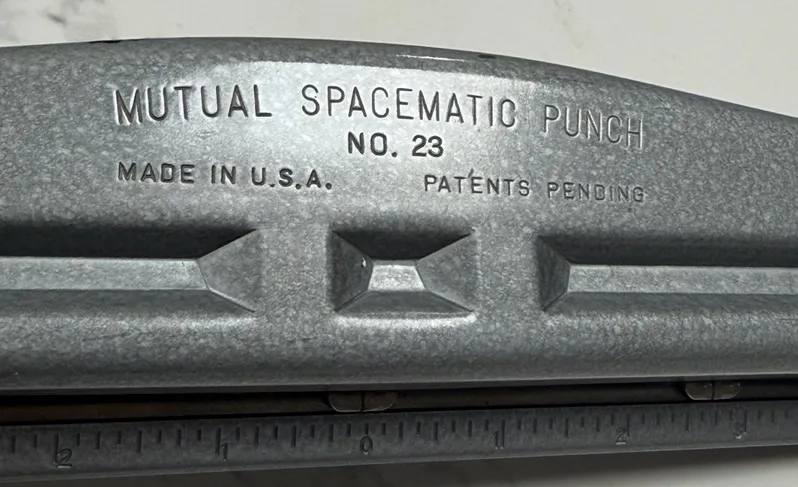 MUTUAL SPACEMATIC PUNCH
NO. 23
MADE IN U.S.A. PATENTS PENDING
2 1 0 1 2 3